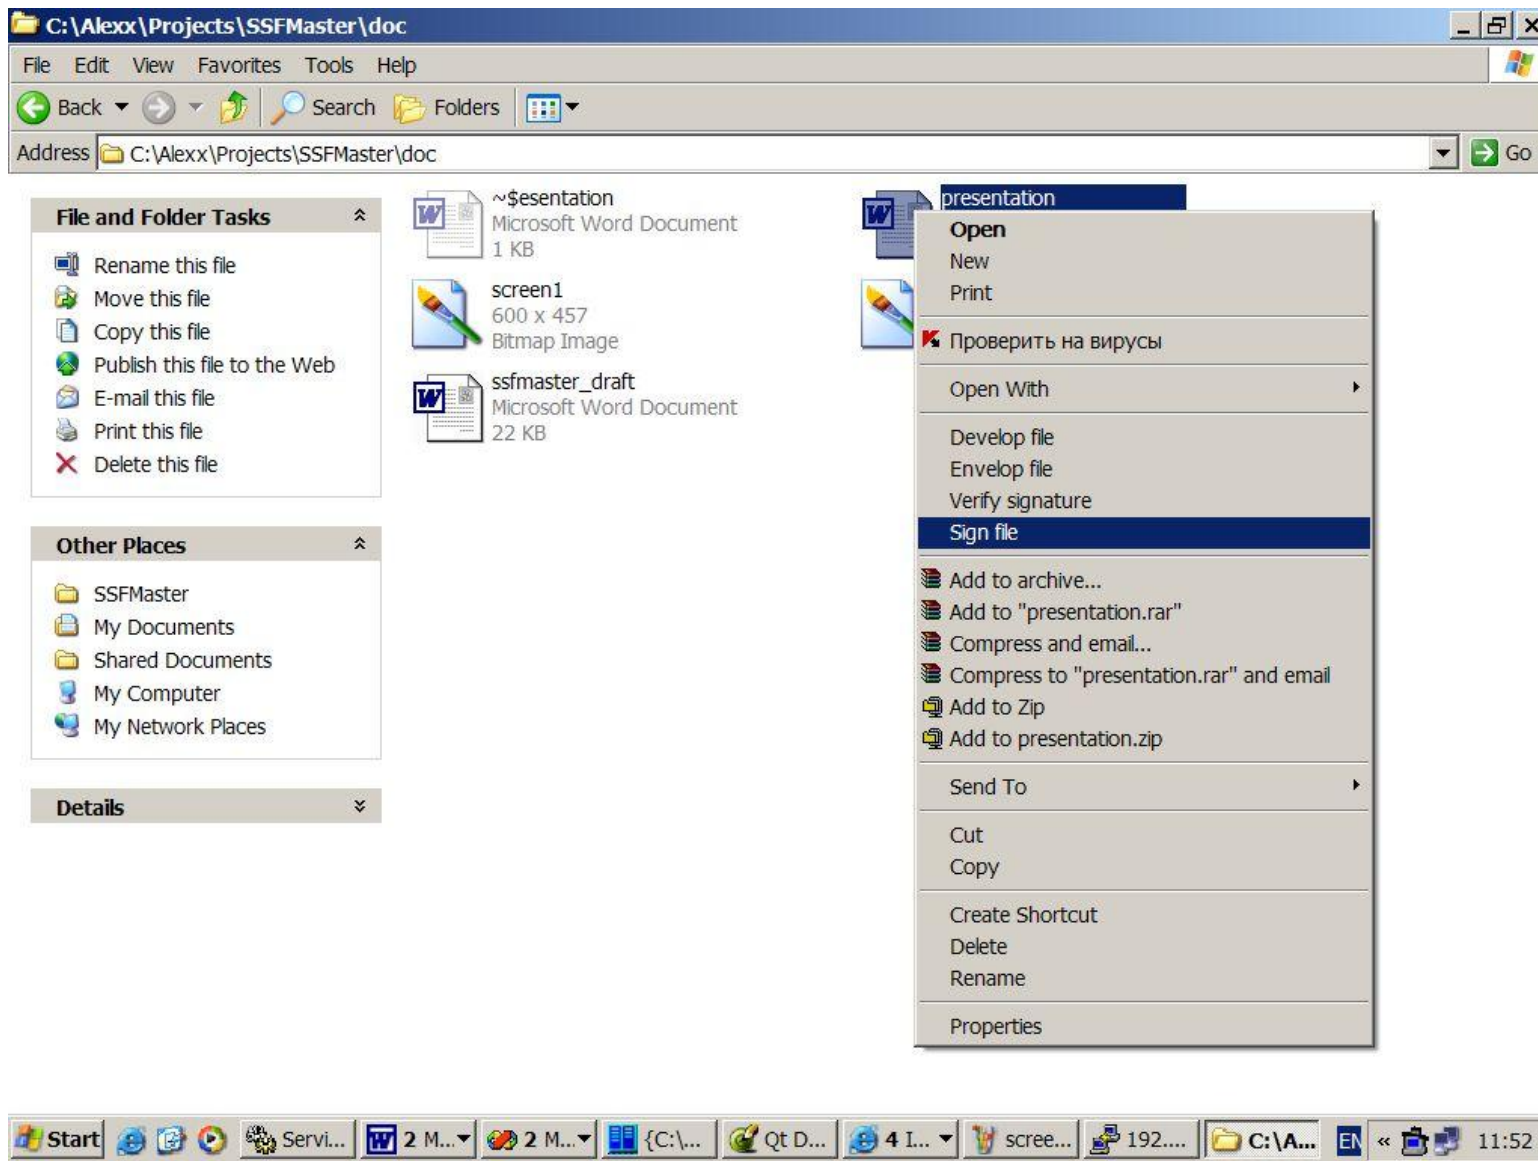 C:\Alexx\Projects\SSFMaster\doc
File Edit View Favorites Tools Help
Back Search Folders
Address C:\Alexx\Projects\SSFMaster\doc Go
File and Folder Tasks
Rename this file
Move this file
Copy this file
Publish this file to the Web
E-mail this file
Print this file
Delete this file
Other Places
SSFMaster
My Documents
Shared Documents
My Computer
My Network Places
Details
~$esentation
Microsoft Word Document
1 KB
screen1
600 x 457
Bitmap Image
ssfmaster_draft
Microsoft Word Document
22 KB
presentation
Open
New
Print
Проверить на вирусы
Open With
Develop file
Envelop file
Verify signature
Sign file
Add to archive...
Add to "presentation.rar"
Compress and email...
Compress to "presentation.rar" and email
Add to Zip
Add to presentation.zip
Send To
Cut
Copy
Create Shortcut
Delete
Rename
Properties
Start Servi... 2 M... 2 M... {C:\... Qt D... 4 I... scree... 192.... C:\A... EN « 11:52